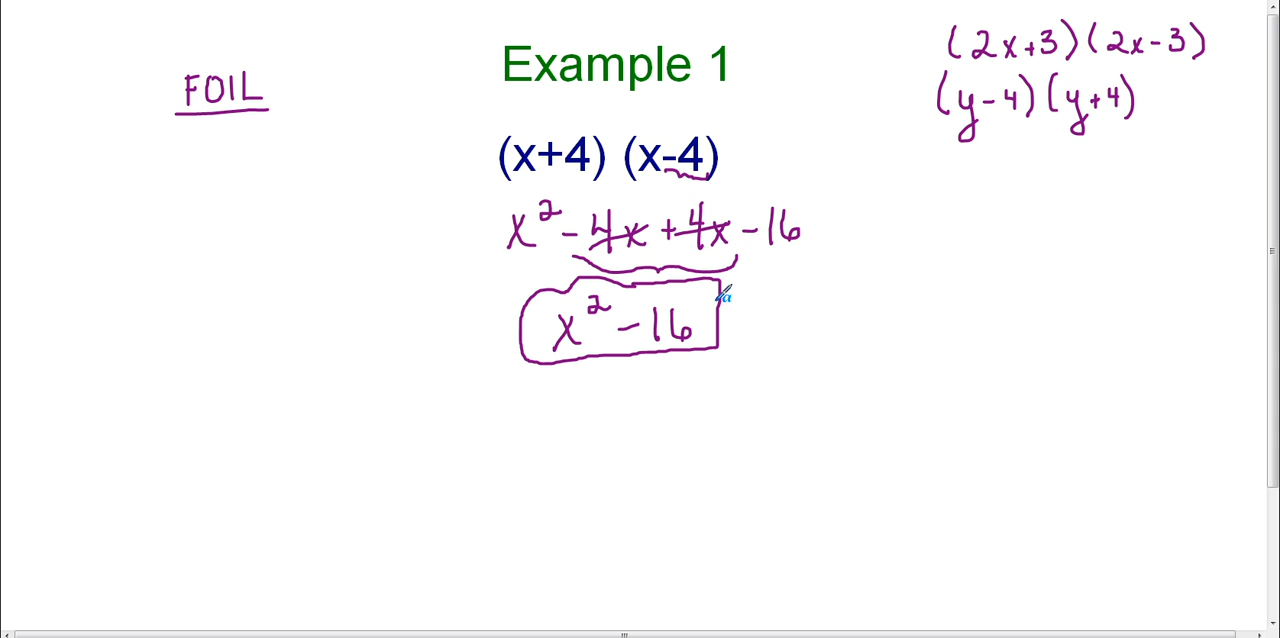 FOIL
Example 1
(x+4) (x-4)
x² - 4x + 4x - 16
x² - 16
(2x+3)(2x-3)
(y-4)(y+4)